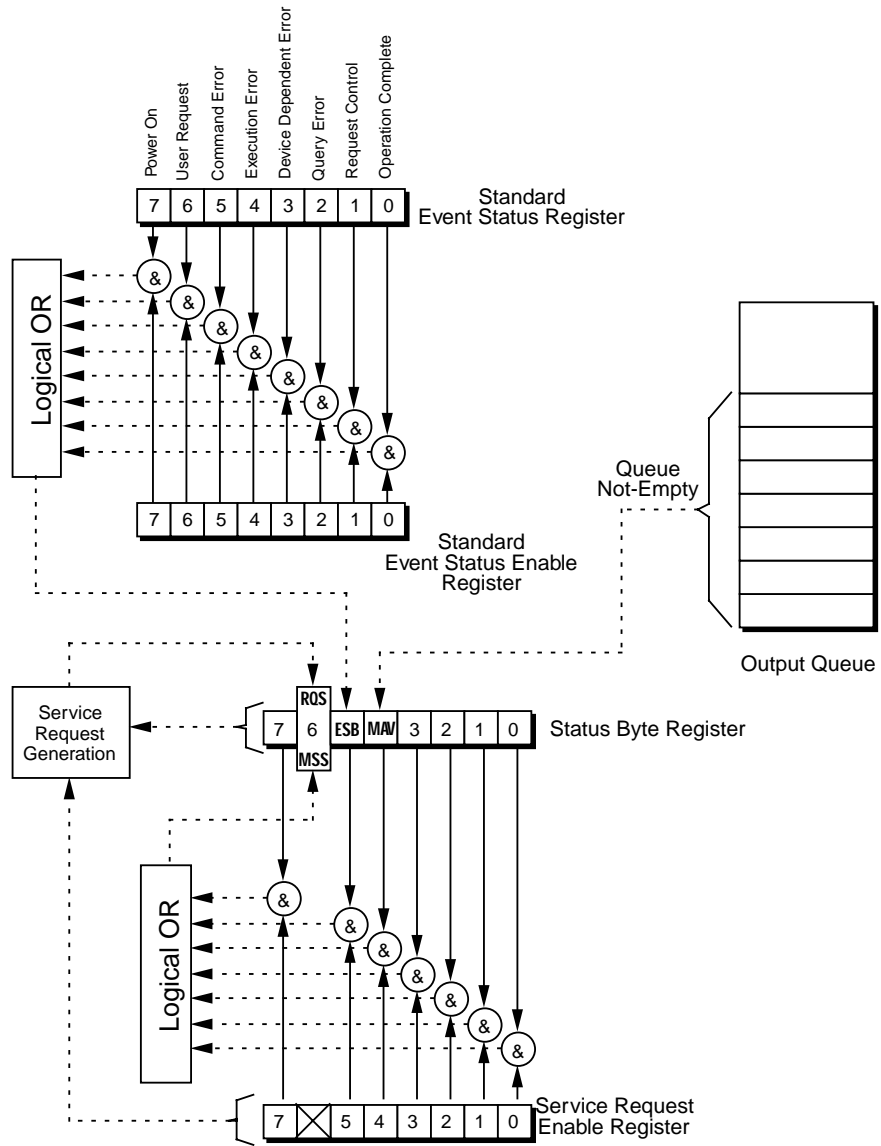 Power On
User Request
Command Error
Execution Error
Device Dependent Error
Query Error
Request Control
Operation Complete
7 6 5 4 3 2 1 0
Standard
Event Status Register
Logical OR
&
&
&
&
&
&
&
&
7 6 5 4 3 2 1 0
Standard
Event Status Enable
Register
Queue
Not-Empty
Output Queue
Service
Request
Generation
RQS
7 6 ESB MAV 3 2 1 0
MSS
Status Byte Register
Logical OR
&
&
&
&
&
&
&
7 5 4 3 2 1 0
Service Request
Enable Register